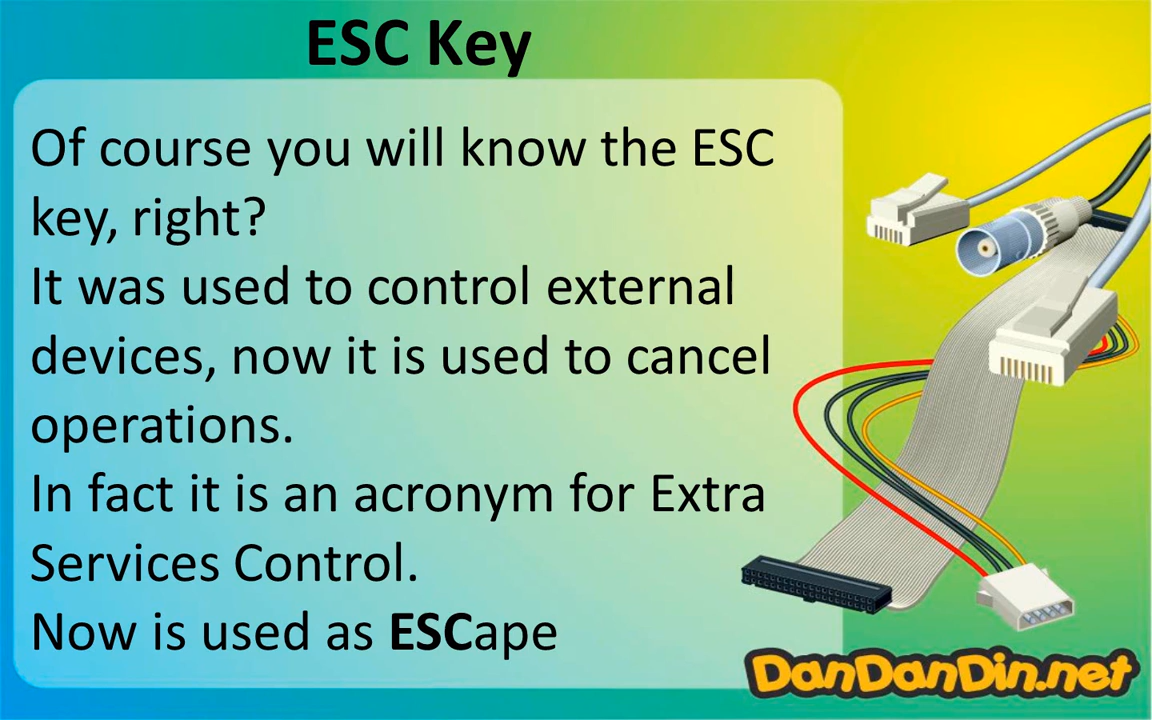 ESC Key
Of course you will know the ESC
key, right?
It was used to control external
devices, now it is used to cancel
operations.
In fact it is an acronym for Extra
Services Control.
Now is used as ESCape
DanDanDin.net